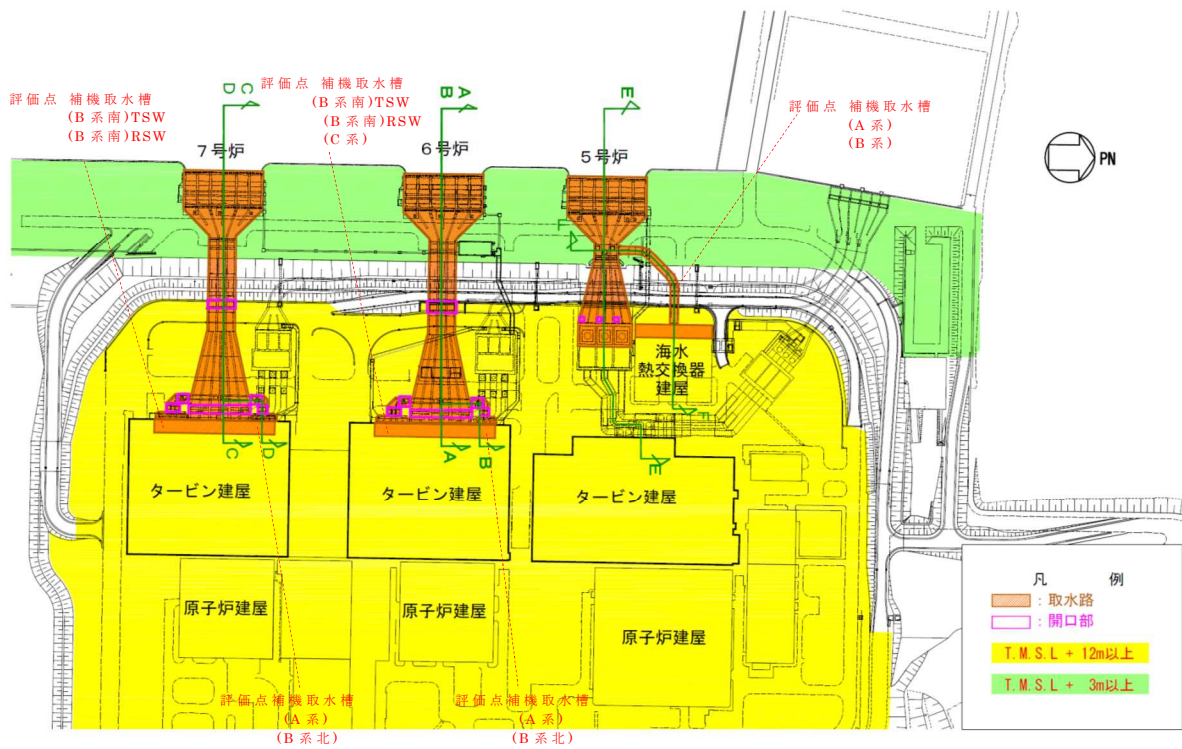 評価点 補機取水槽
(B系南)TSW
(B系南)RSW
C
D
評価点 補機取水槽
(B系南)TSW
(B系南)RSW
(C系)
A
B
E
評価点 補機取水槽
(A系)
(B系)
7号炉
6号炉
5号炉
PN
L
海水
熱交換器
建屋
F
C
D
A
B
E
タービン建屋
タービン建屋
タービン建屋
原子炉建屋
原子炉建屋
原子炉建屋
凡 例
:取水路
:開口部
T.M.S.L + 12m以上
T.M.S.L + 3m以上
評価点補機取水槽
(A系)
(B系北)
評価点補機取水槽
(A系)
(B系北)